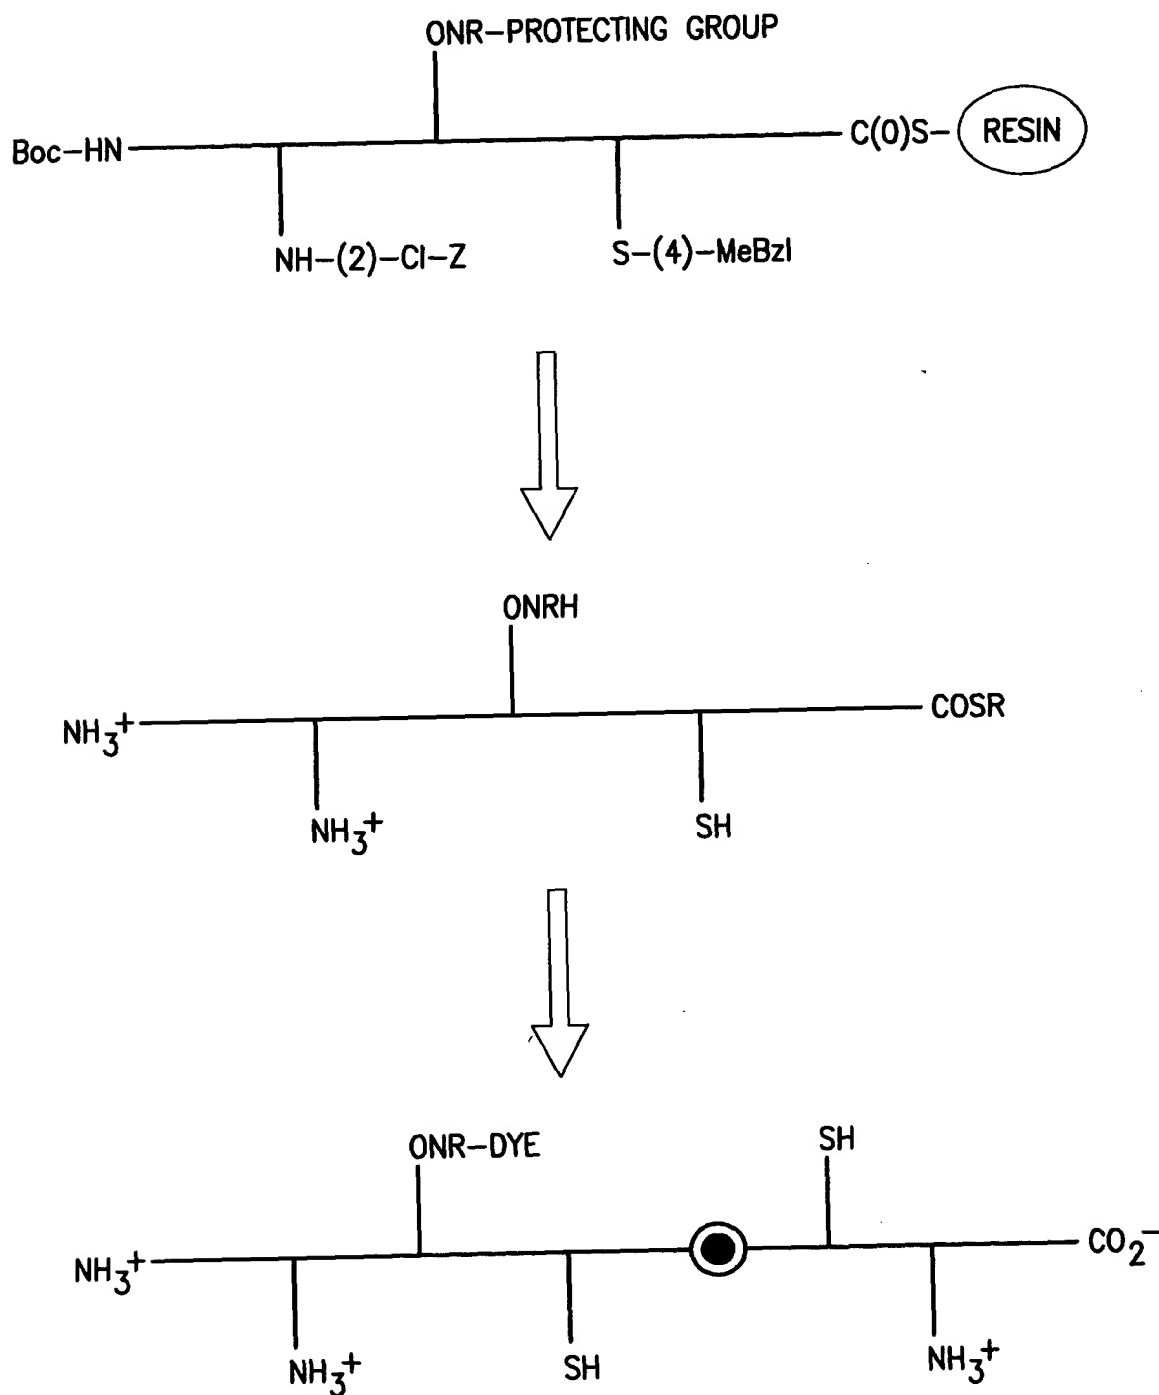 ONR-PROTECTING GROUP
Boc-HN
C(O)S-
RESIN
NH-(2)-Cl-Z
S-(4)-MeBzl
ONRH
NH3+
COSR
NH3+
SH
ONR-DYE
SH
NH3+
CO2-
NH3+
SH
NH3+